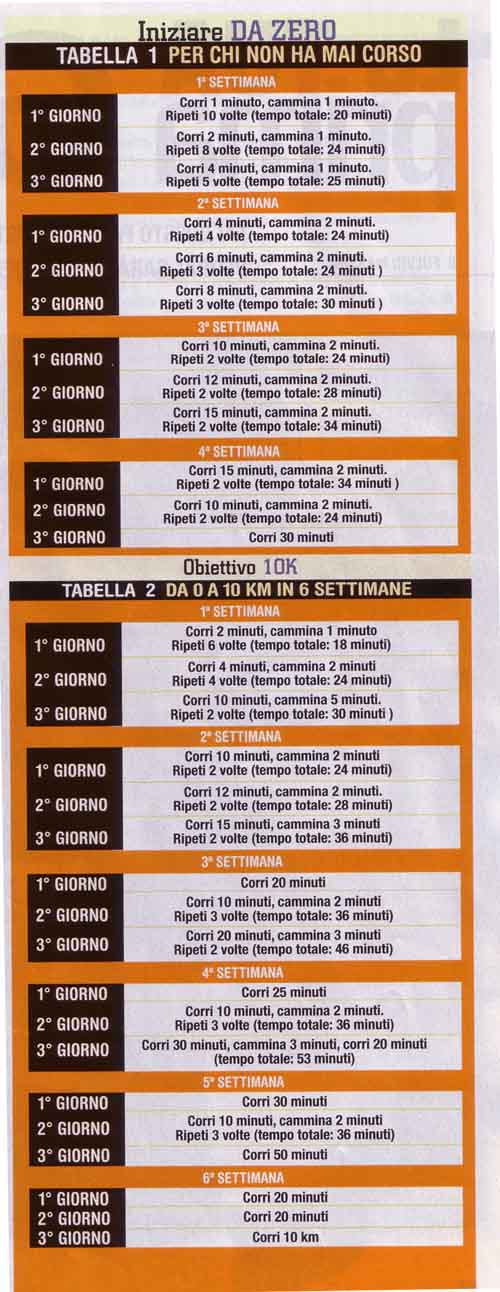 Iniziare DA ZERO
TABELLA 1 PER CHI NON HA MAI CORSO
1ª SETTIMANA
1° GIORNO
Corri 1 minuto, cammina 1 minuto.
Ripeti 10 volte (tempo totale: 20 minuti)
2° GIORNO
Corri 2 minuti, cammina 1 minuto.
Ripeti 8 volte (tempo totale: 24 minuti)
3° GIORNO
Corri 4 minuti, cammina 1 minuto.
Ripeti 5 volte (tempo totale: 25 minuti)
2ª SETTIMANA
1° GIORNO
Corri 4 minuti, cammina 2 minuti.
Ripeti 4 volte (tempo totale: 24 minuti)
2° GIORNO
Corri 6 minuti, cammina 2 minuti.
Ripeti 3 volte (tempo totale: 24 minuti )
3° GIORNO
Corri 8 minuti, cammina 2 minuti.
Ripeti 3 volte (tempo totale: 30 minuti )
3ª SETTIMANA
1° GIORNO
Corri 10 minuti, cammina 2 minuti.
Ripeti 2 volte (tempo totale: 24 minuti)
2° GIORNO
Corri 12 minuti, cammina 2 minuti.
Ripeti 2 volte (tempo totale: 28 minuti)
3° GIORNO
Corri 15 minuti, cammina 2 minuti.
Ripeti 2 volte (tempo totale: 34 minuti)
4ª SETTIMANA
1° GIORNO
Corri 15 minuti, cammina 2 minuti.
Ripeti 2 volte (tempo totale: 34 minuti )
2° GIORNO
Corri 10 minuti, cammina 2 minuti.
Ripeti 2 volte (tempo totale: 24 minuti)
3° GIORNO
Corri 30 minuti
Obiettivo 10K
TABELLA 2 DA 0 A 10 KM IN 6 SETTIMANE
1ª SETTIMANA
1° GIORNO
Corri 2 minuti, cammina 1 minuto
Ripeti 6 volte (tempo totale: 18 minuti)
2° GIORNO
Corri 4 minuti, cammina 2 minuti
Ripeti 4 volte (tempo totale: 24 minuti)
3° GIORNO
Corri 10 minuti, cammina 5 minuti.
Ripeti 2 volte (tempo totale: 30 minuti )
2ª SETTIMANA
1° GIORNO
Corri 10 minuti, cammina 2 minuti
Ripeti 2 volte (tempo totale: 24 minuti)
2° GIORNO
Corri 12 minuti, cammina 2 minuti.
Ripeti 2 volte (tempo totale: 28 minuti)
3° GIORNO
Corri 15 minuti, cammina 3 minuti
Ripeti 2 volte (tempo totale: 36 minuti)
3ª SETTIMANA
1° GIORNO
Corri 20 minuti
2° GIORNO
Corri 10 minuti, cammina 2 minuti
Ripeti 3 volte (tempo totale: 36 minuti)
3° GIORNO
Corri 20 minuti, cammina 3 minuti
Ripeti 2 volte (tempo totale: 46 minuti)
4ª SETTIMANA
1° GIORNO
Corri 25 minuti
2° GIORNO
Corri 10 minuti, cammina 2 minuti.
Ripeti 3 volte (tempo totale: 36 minuti)
3° GIORNO
Corri 30 minuti, cammina 3 minuti, corri 20 minuti
(tempo totale: 53 minuti)
5ª SETTIMANA
1° GIORNO
Corri 30 minuti
2° GIORNO
Corri 10 minuti, cammina 2 minuti
Ripeti 3 volte (tempo totale: 36 minuti)
3° GIORNO
Corri 50 minuti
6ª SETTIMANA
1° GIORNO
Corri 20 minuti
2° GIORNO
Corri 20 minuti
3° GIORNO
Corri 10 km